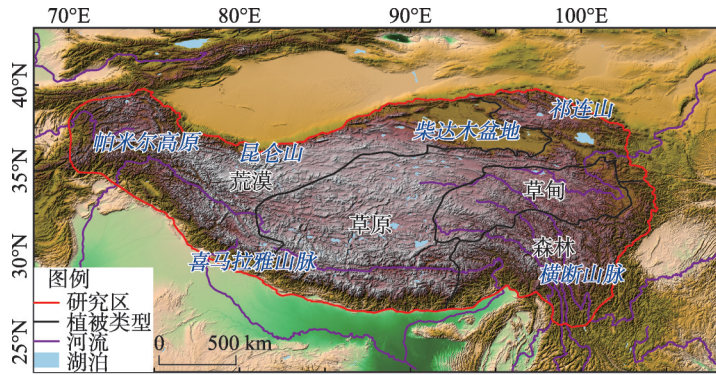 70°E 80°E 90°E 100°E
40°N
35°N
30°N
25°N
祁连山
柴达木盆地
帕米尔高原
昆仑山
荒漠
草甸
草原
森林
喜马拉雅山脉
横断山脉
图例
研究区
植被类型
河流
湖泊
0 500 km